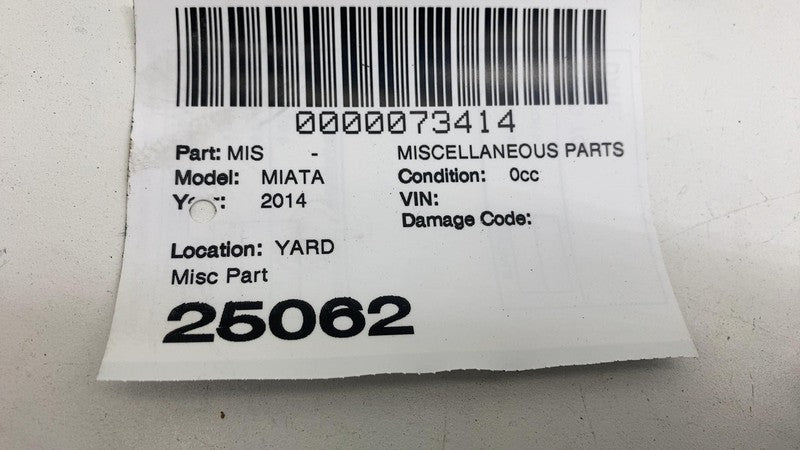 0000073414
Part: MIS - MISCELLANEOUS PARTS
Model: MIATA Condition: 0cc
2014 VIN:
Damage Code:
Location: YARD
Misc Part
25062